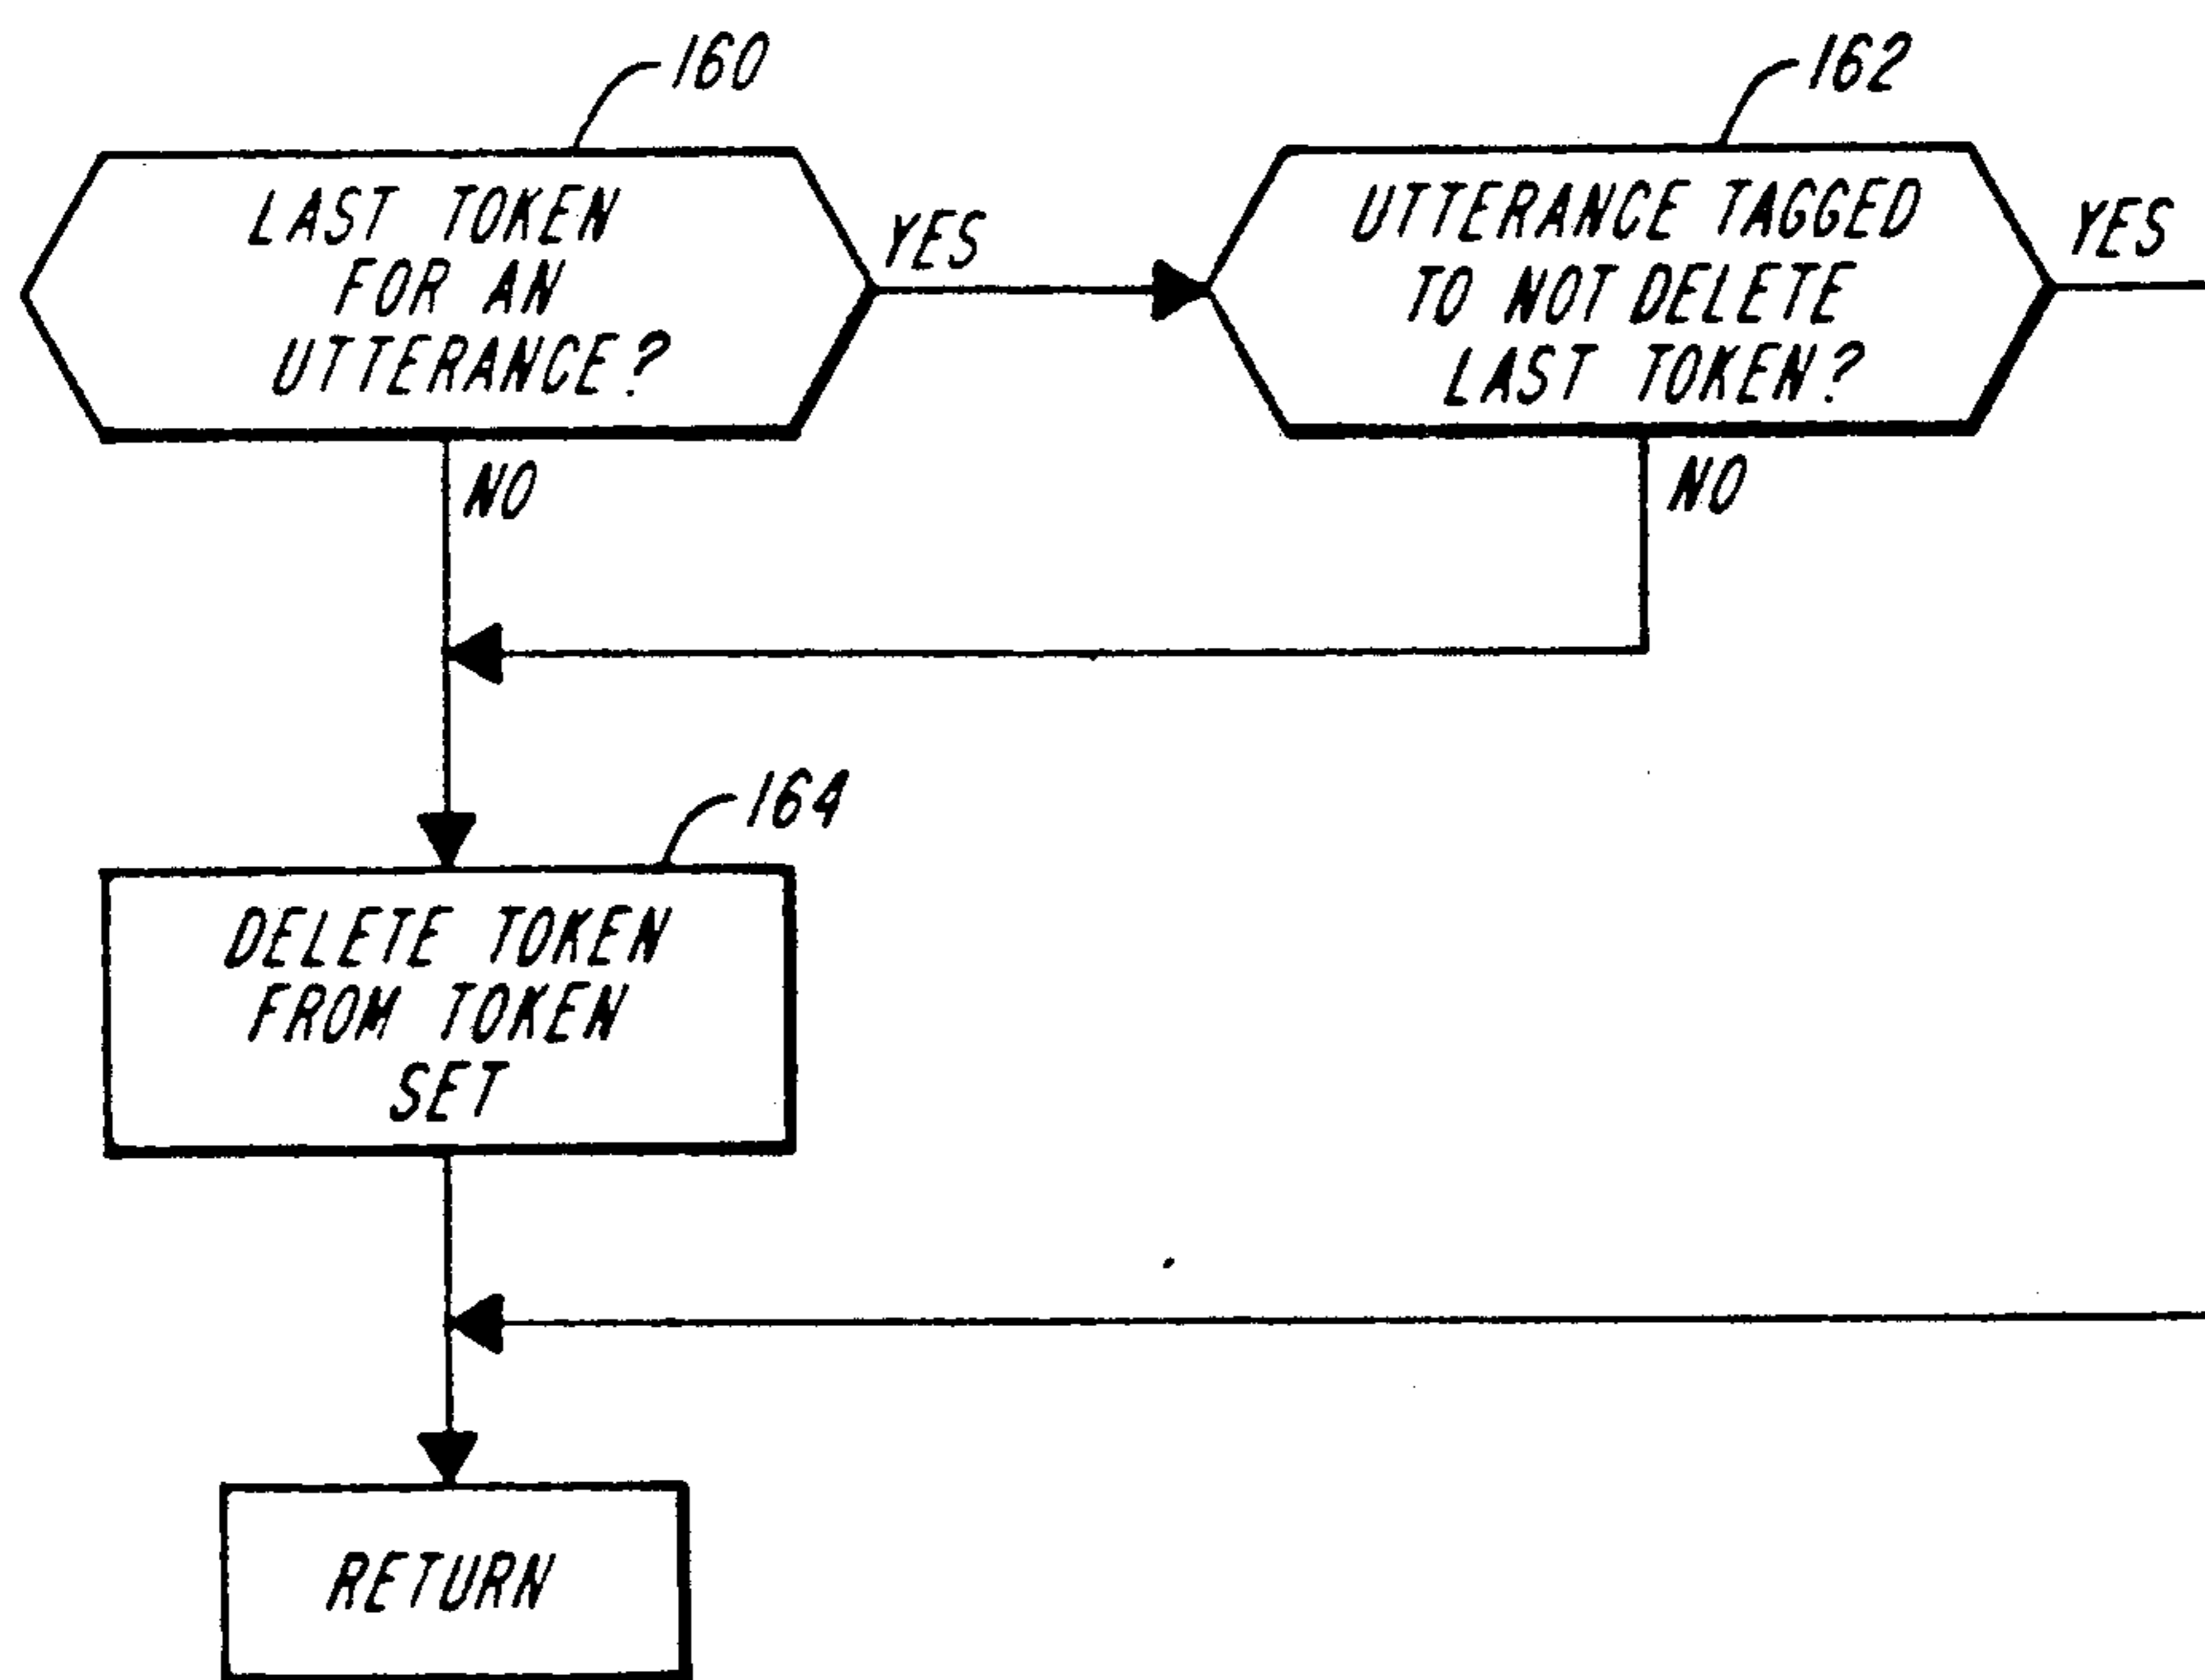 160
162
LAST TOKEN
FOR AN
UTTERANCE?
YES
UTTERANCE TAGGED
TO NOT DELETE
LAST TOKEN?
YES
NO
NO
164
DELETE TOKEN
FROM TOKEN
SET
RETURN